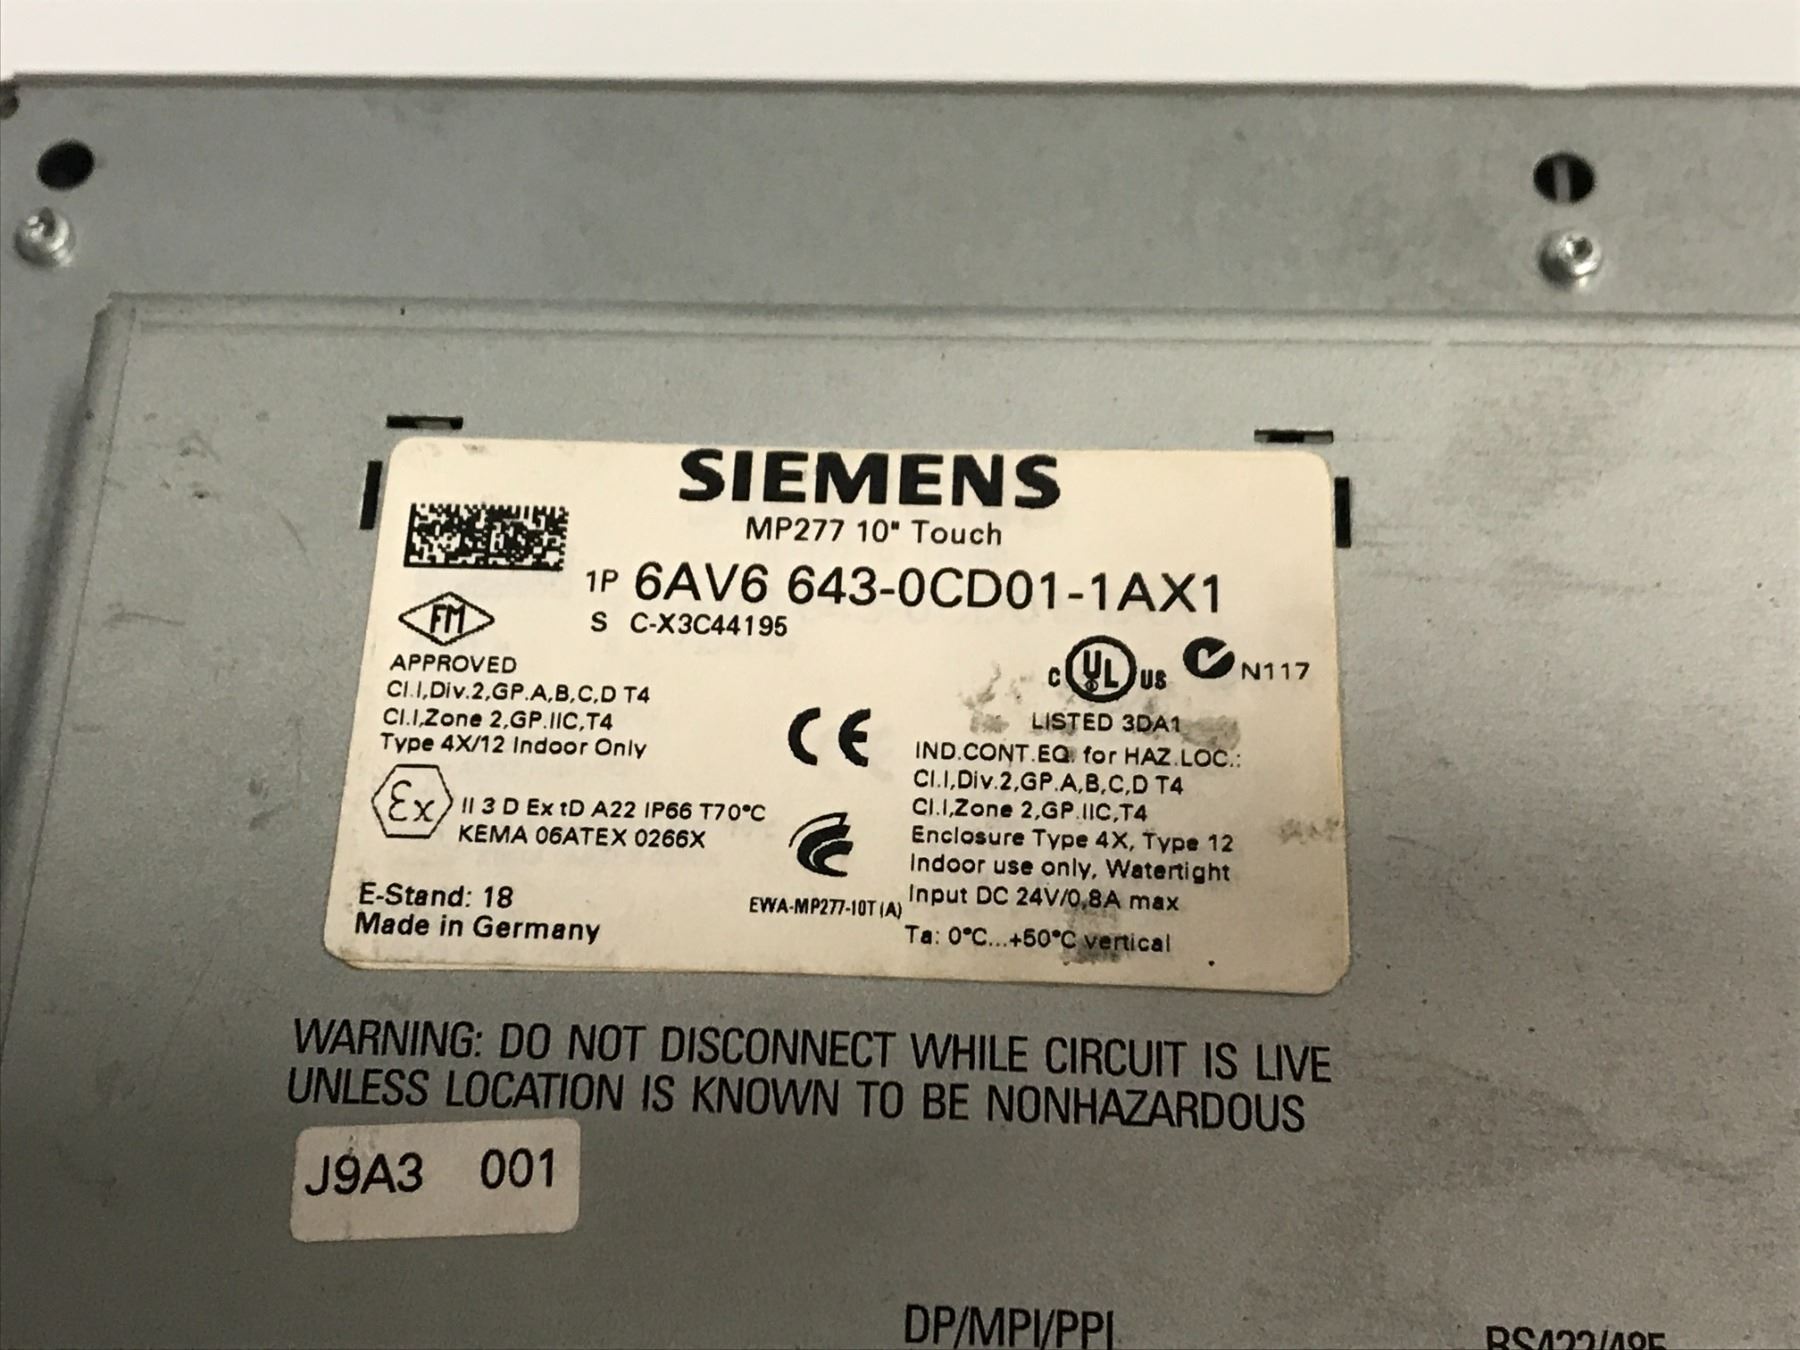 SIEMENS
MP277 10" Touch
1P 6AV6 643-0CD01-1AX1
S C-X3C44195
FM
APPROVED
Cl.I,Div.2,GP.A,B,C,D T4
Cl.I,Zone 2,GP.IIC,T4
Type 4X/12 Indoor Only
Ex II 3 D Ex tD A22 IP66 T70°C
KEMA 06ATEX 0266X
E-Stand: 18
Made in Germany
CE
EWA-MP277-10T(A)
C UL US N117
LISTED 3DA1
IND.CONT.EQ. for HAZ.LOC.:
Cl.I,Div.2,GP.A,B,C,D T4
Cl.I,Zone 2,GP.IIC,T4
Enclosure Type 4X, Type 12
Indoor use only, Watertight
Input DC 24V/0,8A max
Ta: 0°C...+50°C vertical
WARNING: DO NOT DISCONNECT WHILE CIRCUIT IS LIVE
UNLESS LOCATION IS KNOWN TO BE NONHAZARDOUS
J9A3 001
DP/MPI/PPI
RS422/485